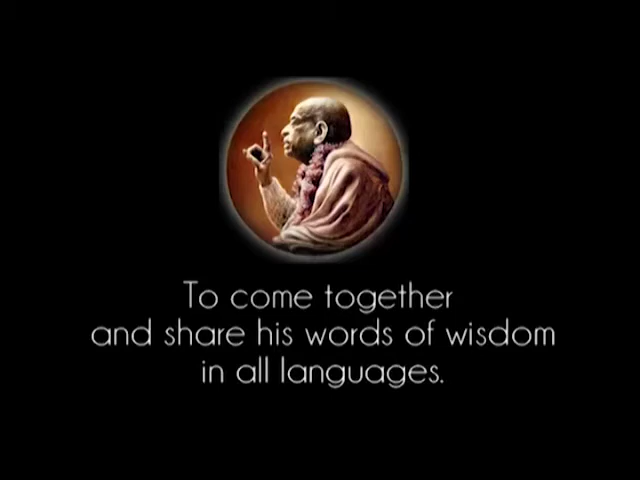 To come together
and share his words of wisdom
in all languages.